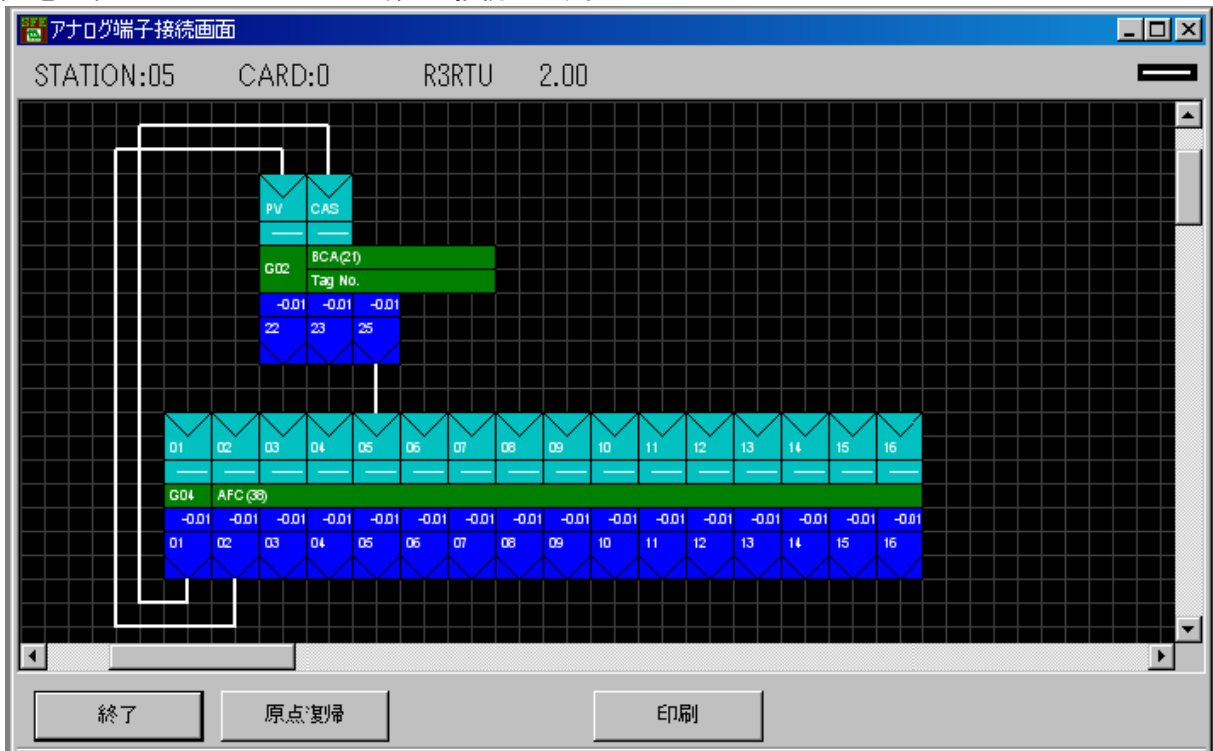 アナログ端子接続画面
STATION:05 CARD:0 R3RTU 2.00
PV CAS
G02 BCA(21)
Tag No.
-0.01 -0.01 -0.01
22 23 25
01 02 03 04 05 06 07 08 09 10 11 12 13 14 15 16
G04 AFC(38)
-0.01 -0.01 -0.01 -0.01 -0.01 -0.01 -0.01 -0.01 -0.01 -0.01 -0.01 -0.01 -0.01 -0.01 -0.01 -0.01
01 02 03 04 05 06 07 08 09 10 11 12 13 14 15 16
終了 原点復帰 印刷